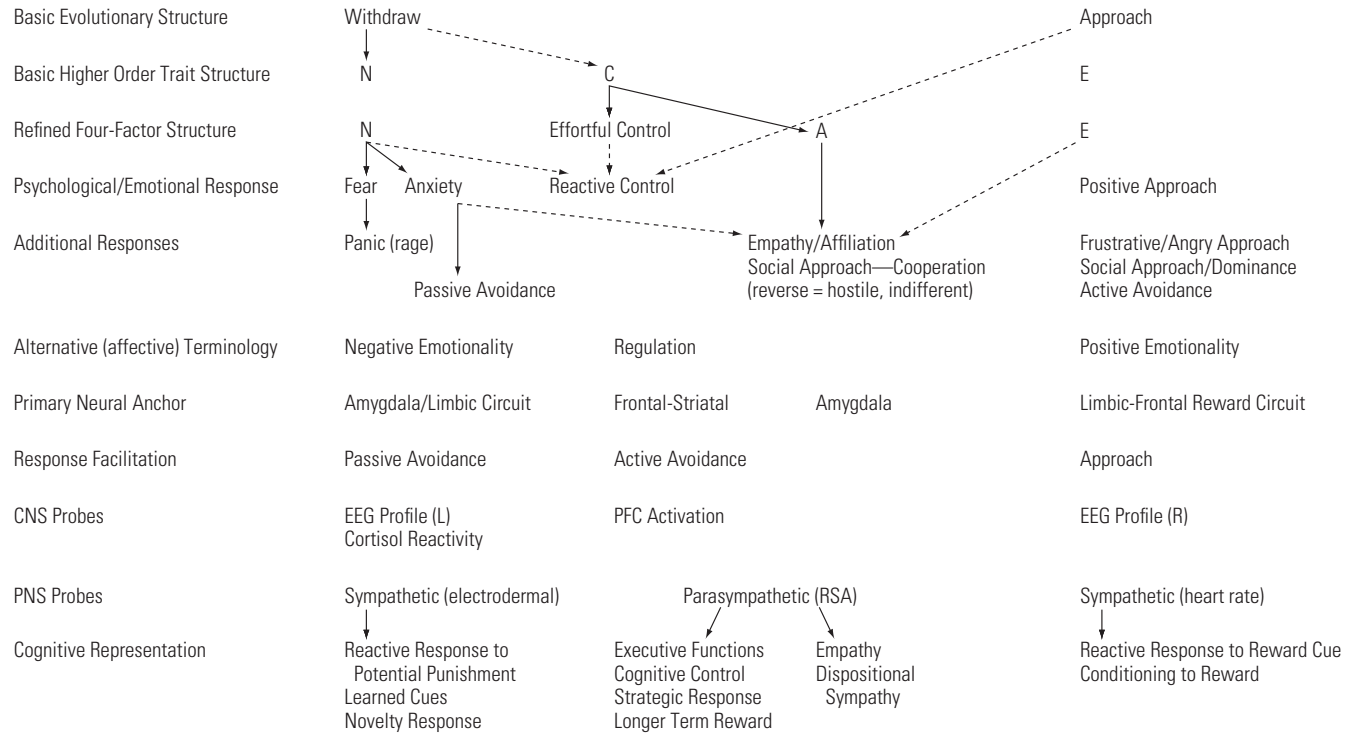 Basic Evolutionary Structure Withdraw Approach
Basic Higher Order Trait Structure N C E
Refined Four-Factor Structure N Effortful Control A E
Psychological/Emotional Response Fear Anxiety Reactive Control Positive Approach
Additional Responses Panic (rage) Empathy/Affiliation Frustrative/Angry Approach
Social Approach—Cooperation Social Approach/Dominance
Passive Avoidance (reverse = hostile, indifferent) Active Avoidance
Alternative (affective) Terminology Negative Emotionality Regulation Positive Emotionality
Primary Neural Anchor Amygdala/Limbic Circuit Frontal-Striatal Amygdala Limbic-Frontal Reward Circuit
Response Facilitation Passive Avoidance Active Avoidance Approach
CNS Probes EEG Profile (L) PFC Activation EEG Profile (R)
Cortisol Reactivity
PNS Probes Sympathetic (electrodermal) Parasympathetic (RSA) Sympathetic (heart rate)
Cognitive Representation Reactive Response to Executive Functions Empathy Reactive Response to Reward Cue
Potential Punishment Cognitive Control Dispositional Conditioning to Reward
Learned Cues Strategic Response Sympathy
Novelty Response Longer Term Reward